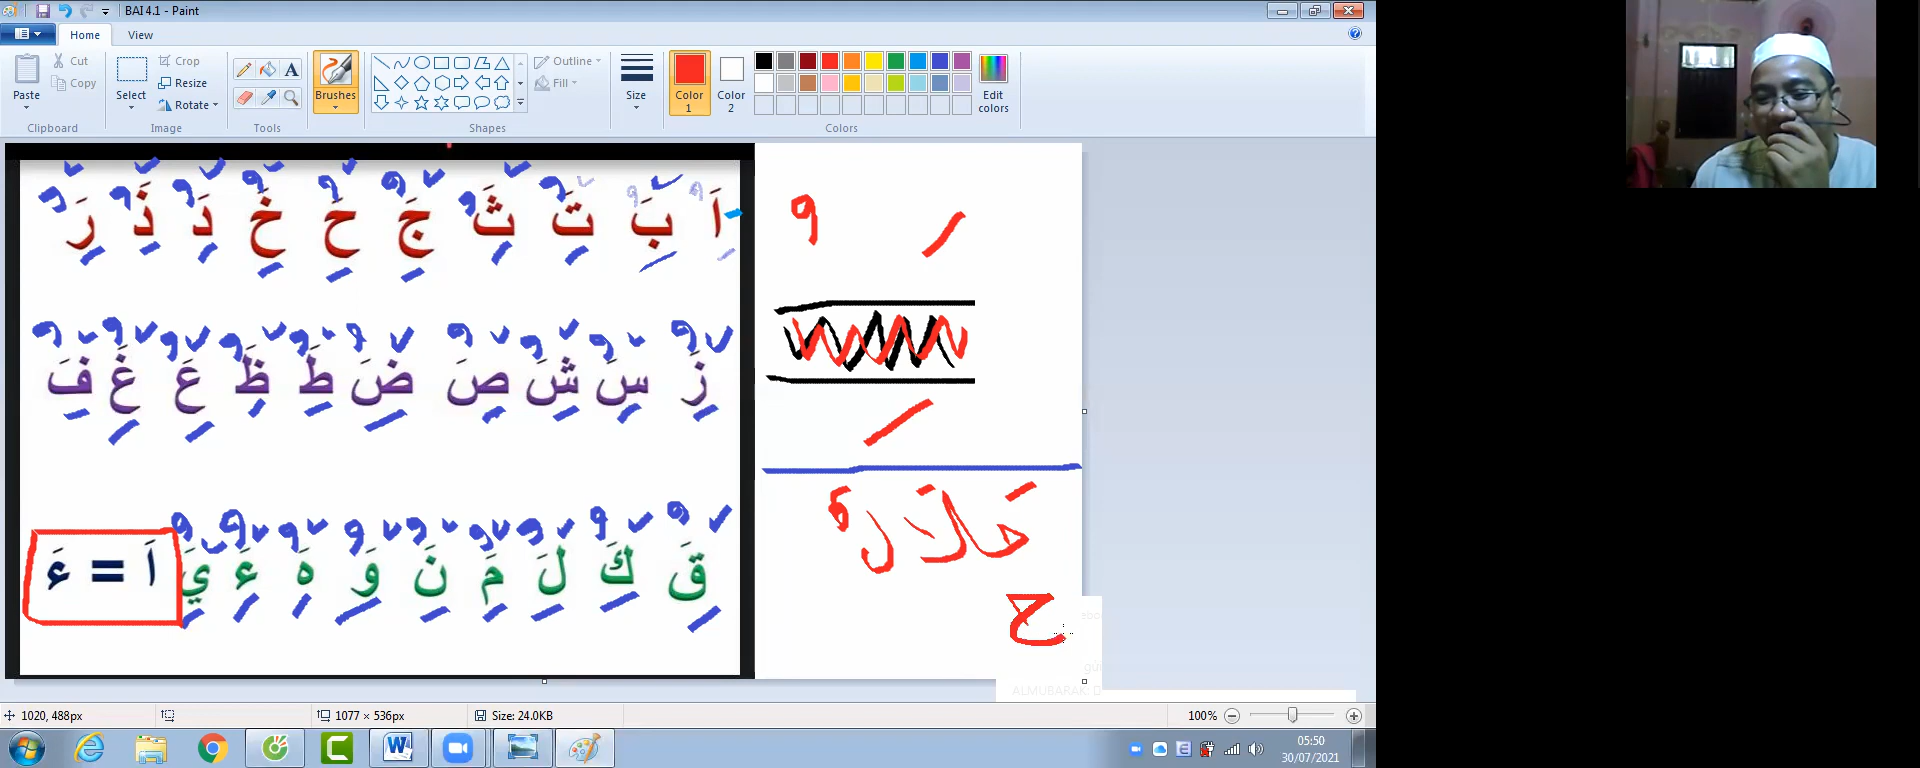 BAI 4.1 - Paint
Home View
Paste Cut Copy Clipboard
Select Crop Resize Rotate Image
Tools
Brushes
Shapes Outline Fill
Size
Color 1 Color 2 Edit colors Colors
اَ بَ تَ ثَ جَ حَ خَ دَ ذَ رَ
زَ سَ شَ صَ ضَ طَ ظَ عَ غَ فَ
قَ كَ لَ مَ نَ وَ هَ ءَ يَ
اَ = ءَ
حَلَالُ
ح
ALMUBARAK:
1020, 488px
1077 × 536px
Size: 24.0KB
100%
05:50
30/07/2021